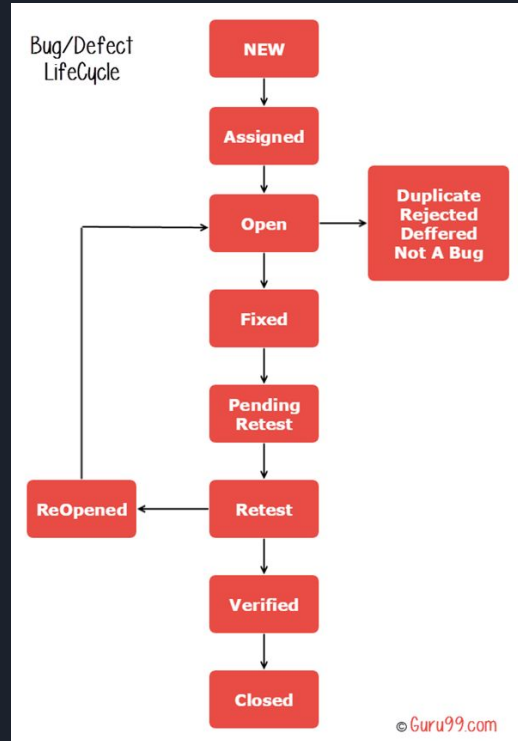 Bug/Defect
LifeCycle
NEW
Assigned
Open
Duplicate
Rejected
Deffered
Not A Bug
Fixed
Pending
Retest
ReOpened
Retest
Verified
Closed
© Guru99.com